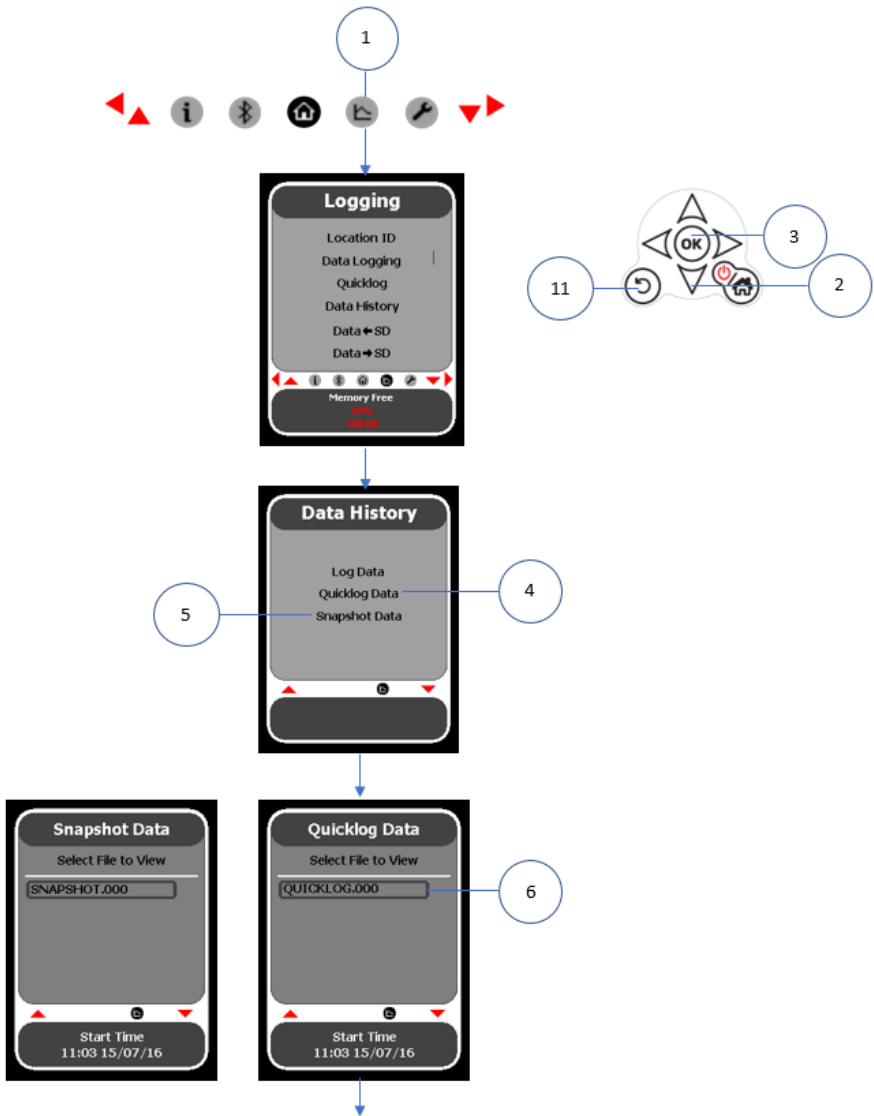 1
Logging
Location ID
Data Logging
Quicklog
Data History
Data←SD
Data→SD
Memory Free
10%
100 kB
OK
3
2
11
Data History
Log Data
Quicklog Data
Snapshot Data
4
5
Snapshot Data
Select File to View
SNAPSHOT.000
Start Time
11:03 15/07/16
Quicklog Data
Select File to View
QUICKLOG.000
6
Start Time
11:03 15/07/16